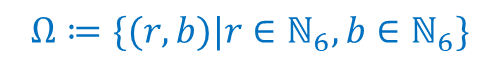 Ω ≔ {(r, b)|r ∈ ℕ₆, b ∈ ℕ₆}